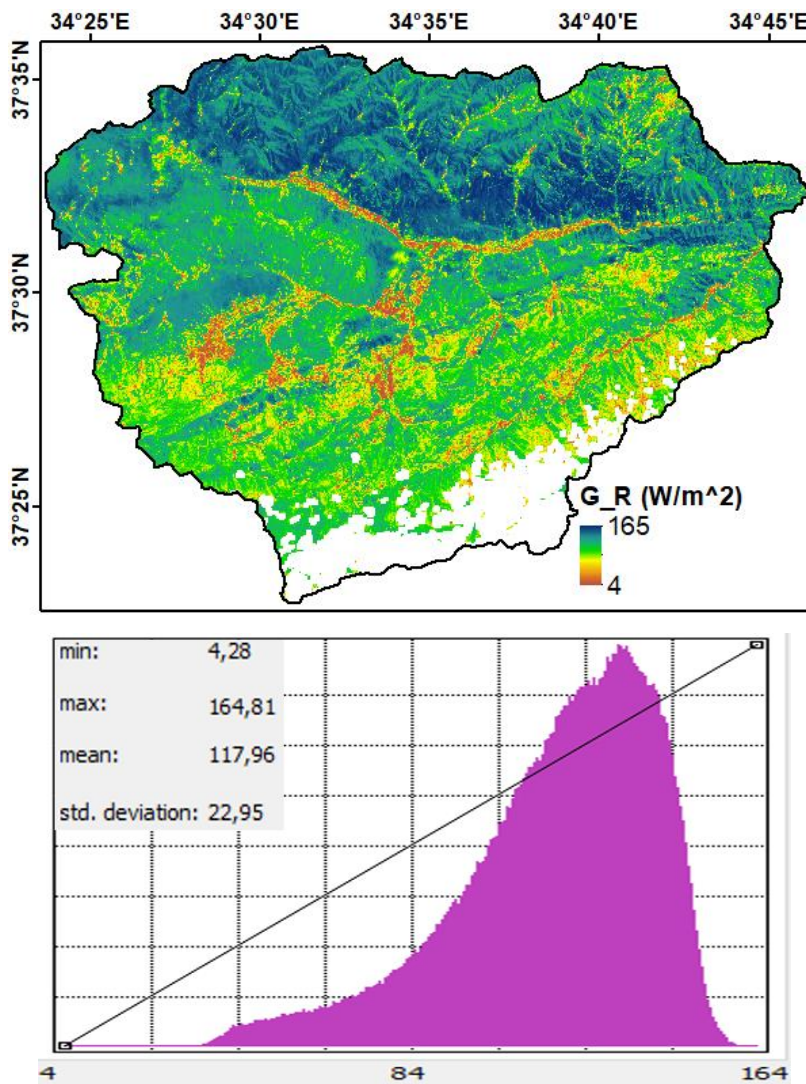 34°25'E 34°30'E 34°35'E 34°40'E 34°45'E
37°35'N
37°30'N
37°25'N
G_R (W/m^2)
165
4
min: 4,28
max: 164,81
mean: 117,96
std. deviation: 22,95
4 84 164